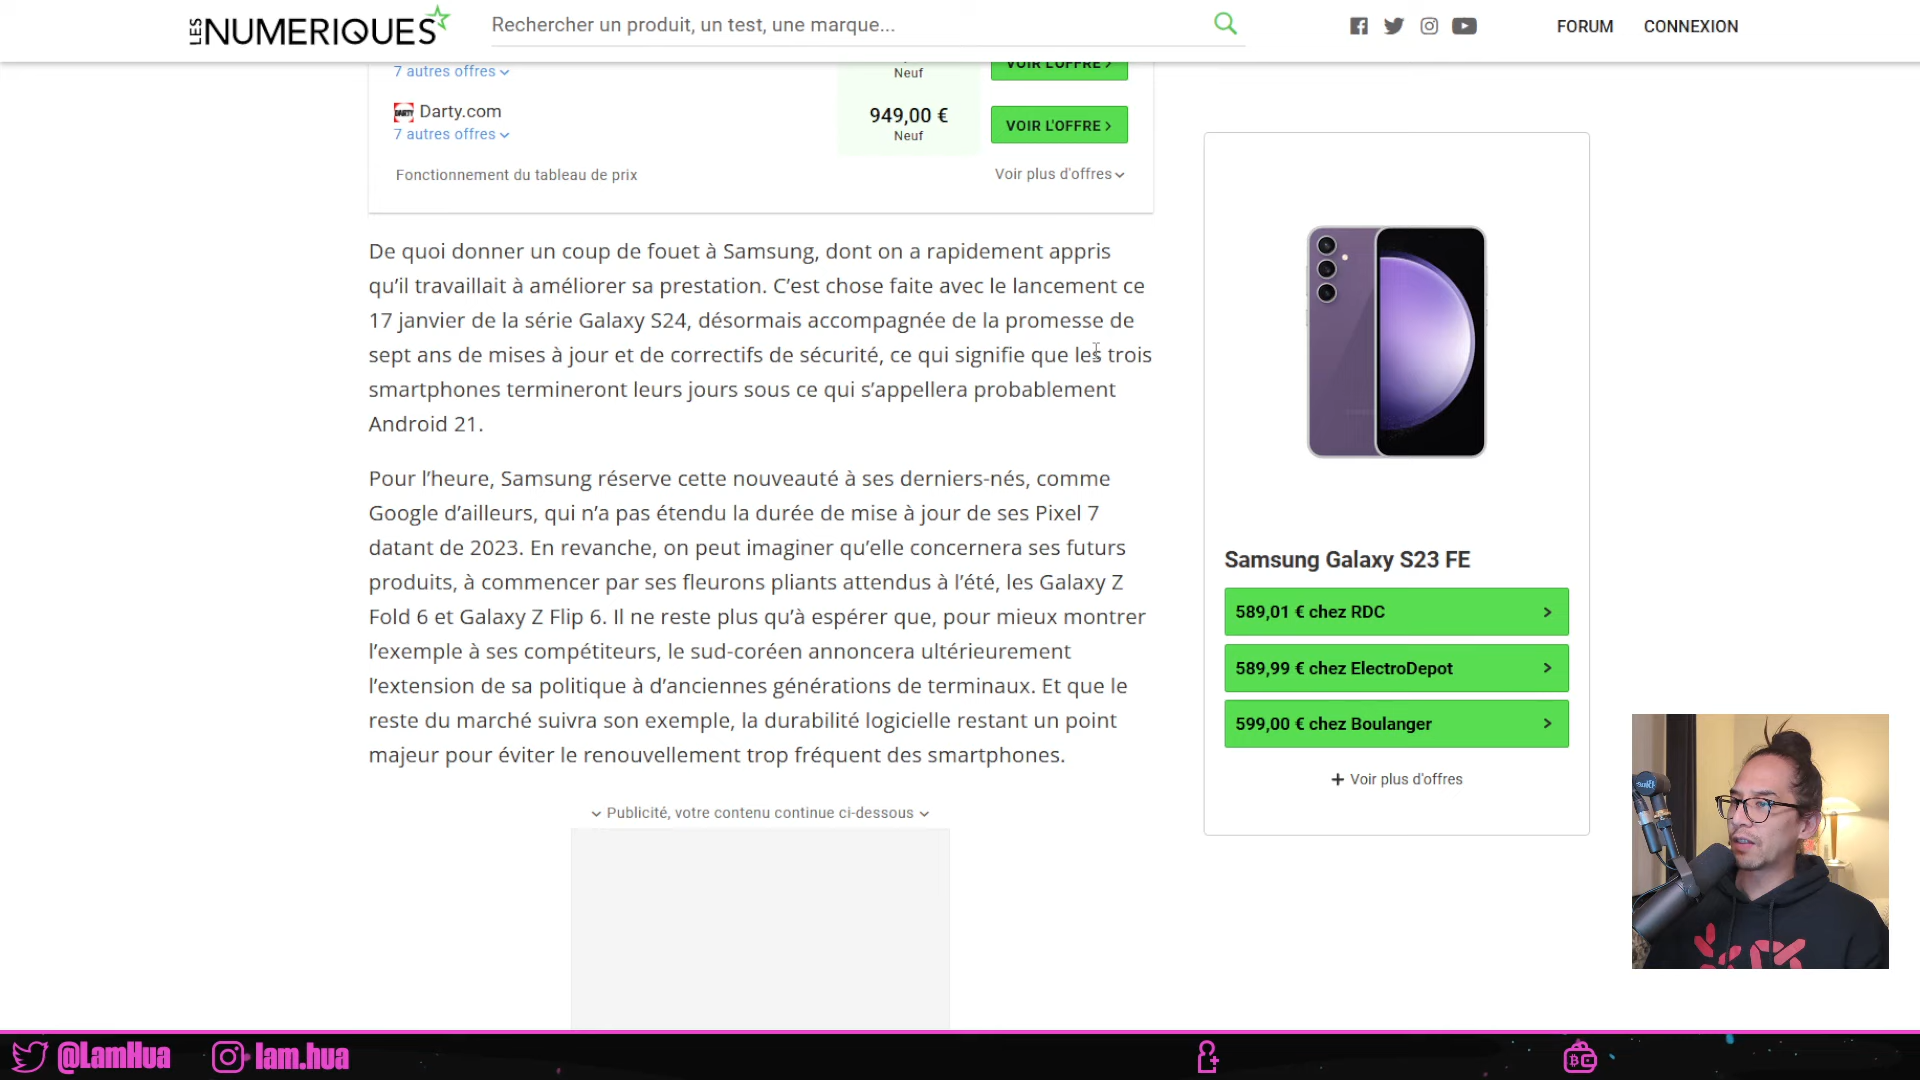 LES NUMERIQUES
Rechercher un produit, un test, une marque...
FORUM
CONNEXION
7 autres offres
Neuf
VOIR L'OFFRE
Darty.com
7 autres offres
949,00 €
Neuf
VOIR L'OFFRE
Fonctionnement du tableau de prix
Voir plus d'offres
De quoi donner un coup de fouet à Samsung, dont on a rapidement appris
qu’il travaillait à améliorer sa prestation. C’est chose faite avec le lancement ce
17 janvier de la série Galaxy S24, désormais accompagnée de la promesse de
sept ans de mises à jour et de correctifs de sécurité, ce qui signifie que les trois
smartphones termineront leurs jours sous ce qui s’appellera probablement
Android 21.
Pour l’heure, Samsung réserve cette nouveauté à ses derniers-nés, comme
Google d’ailleurs, qui n’a pas étendu la durée de mise à jour de ses Pixel 7
datant de 2023. En revanche, on peut imaginer qu’elle concernera ses futurs
produits, à commencer par ses fleurons pliants attendus à l’été, les Galaxy Z
Fold 6 et Galaxy Z Flip 6. Il ne reste plus qu’à espérer que, pour mieux montrer
l’exemple à ses compétiteurs, le sud-coréen annoncera ultérieurement
l’extension de sa politique à d’anciennes générations de terminaux. Et que le
reste du marché suivra son exemple, la durabilité logicielle restant un point
majeur pour éviter le renouvellement trop fréquent des smartphones.
Publicité, votre contenu continue ci-dessous
Samsung Galaxy S23 FE
589,01 € chez RDC
589,99 € chez ElectroDepot
599,00 € chez Boulanger
Voir plus d'offres
@LamHua
lam.hua